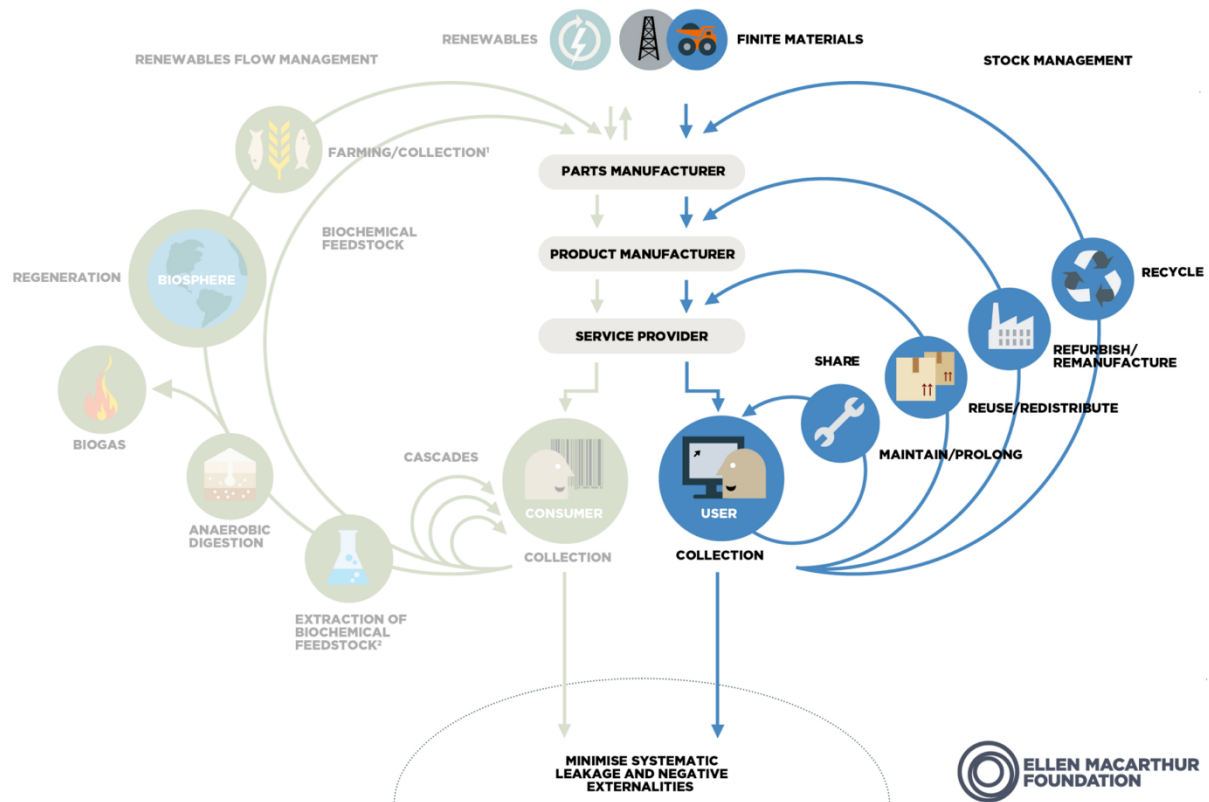 RENEWABLES
FINITE MATERIALS
RENEWABLES FLOW MANAGEMENT
STOCK MANAGEMENT
FARMING/COLLECTION¹
PARTS MANUFACTURER
BIOCHEMICAL
FEEDSTOCK
PRODUCT MANUFACTURER
REGENERATION
BIOSPHERE
RECYCLE
SERVICE PROVIDER
SHARE
REFURBISH/
REMANUFACTURE
REUSE/REDISTRIBUTE
BIOGAS
CASCADES
MAINTAIN/PROLONG
CONSUMER
USER
ANAEROBIC
DIGESTION
COLLECTION
COLLECTION
EXTRACTION OF
BIOCHEMICAL
FEEDSTOCK²
MINIMISE SYSTEMATIC
LEAKAGE AND NEGATIVE
EXTERNALITIES
ELLEN MACARTHUR
FOUNDATION